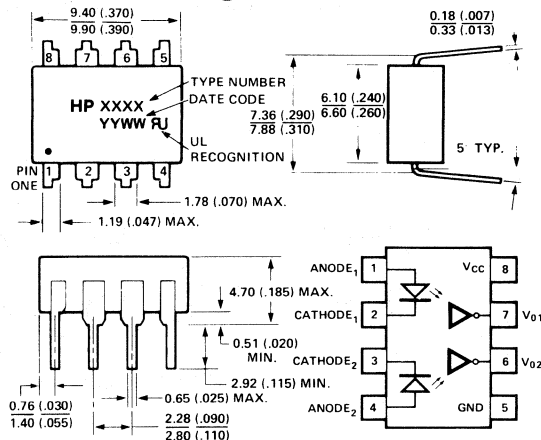 9.40 (.370)
9.90 (.390)
8 7 6 5
HP XXXX
YYWW
TYPE NUMBER
DATE CODE
UL
RECOGNITION
PIN
ONE
1 2 3 4
1.78 (.070) MAX.
1.19 (.047) MAX.
0.18 (.007)
0.33 (.013)
7.36 (.290)
7.88 (.310)
6.10 (.240)
6.60 (.260)
5° TYP.
4.70 (.185) MAX.
0.51 (.020)
MIN.
2.92 (.115) MIN.
0.65 (.025) MAX.
0.76 (.030)
1.40 (.055)
2.28 (.090)
2.80 (.110)
ANODE1 1
CATHODE1 2
CATHODE2 3
ANODE2 4
VCC 8
7 V01
6 V02
GND 5